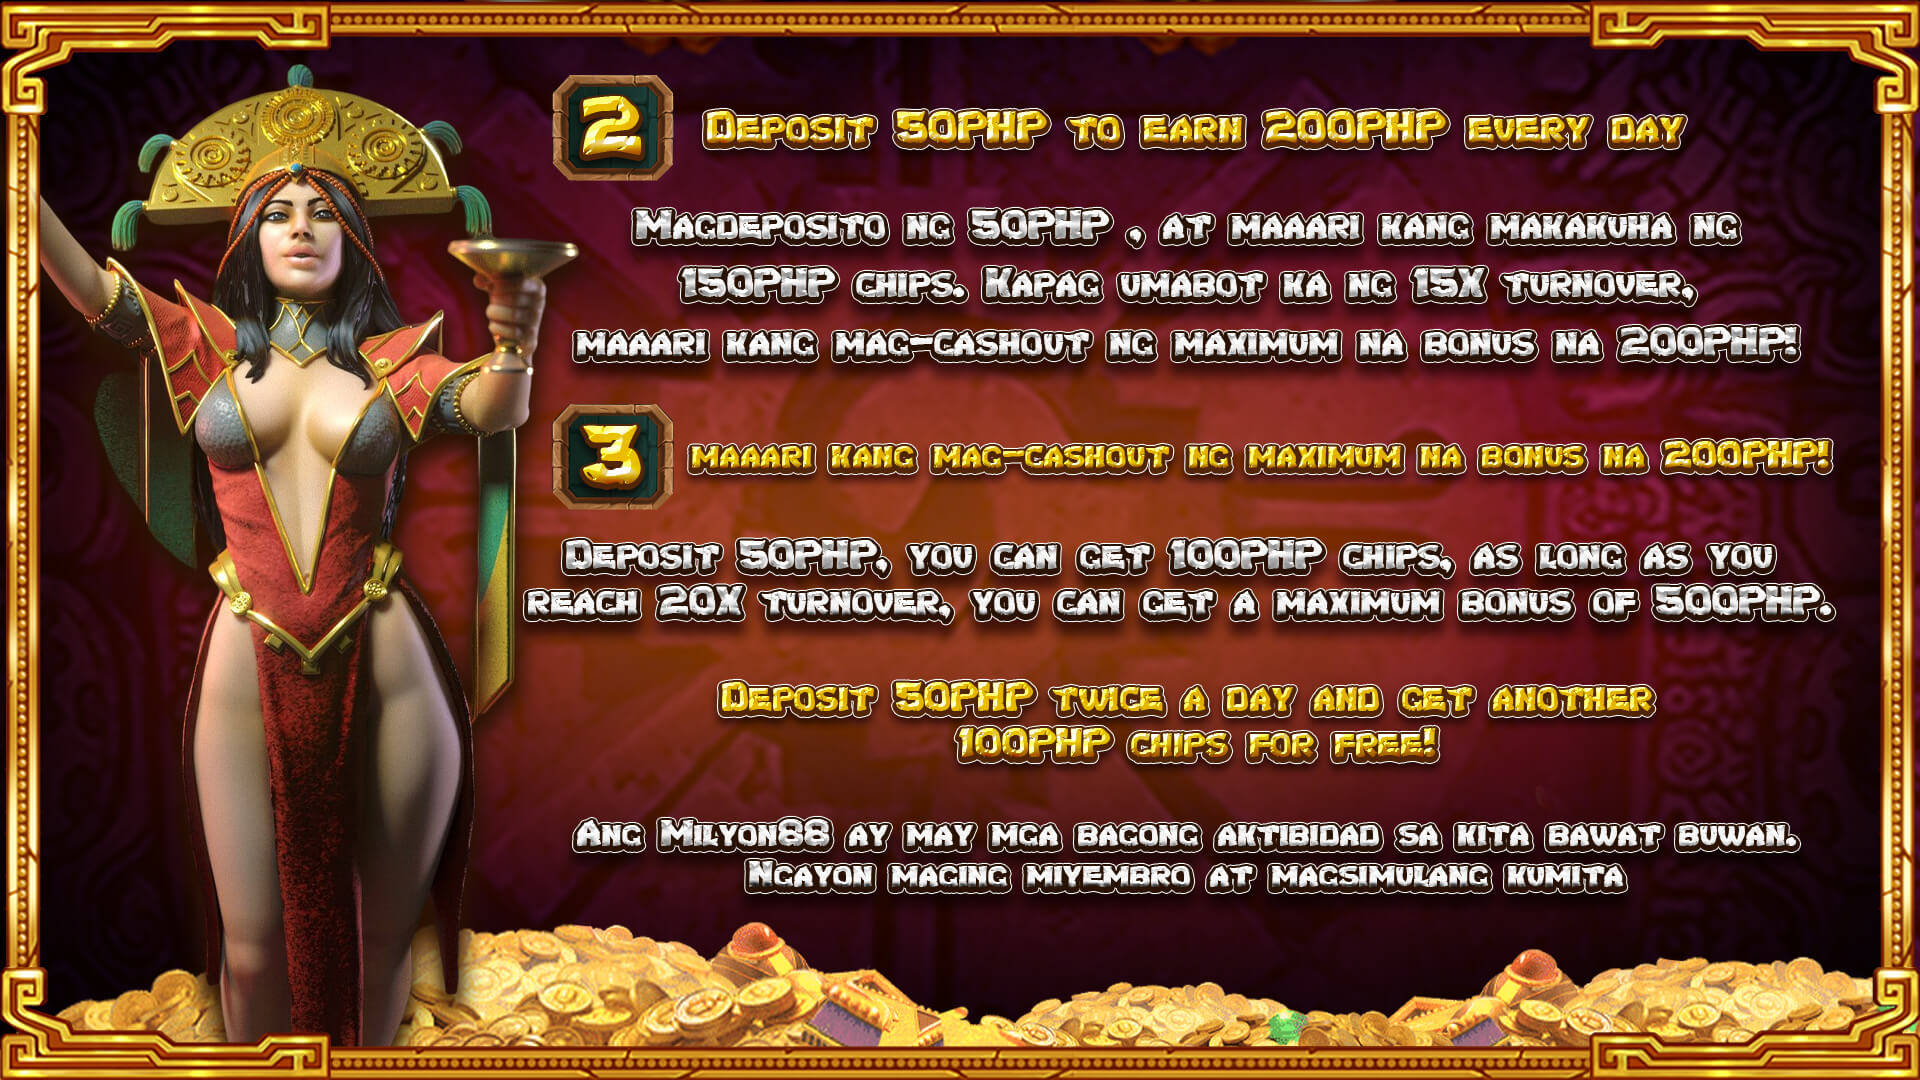 2
Deposit 50PHP to earn 200PHP every day
Magdeposito ng 50PHP , at maaari kang makakuha ng
150PHP chips. Kapag umabot ka ng 15X turnover,
maaari kang mag-cashout ng maximum na bonus na 200PHP!
3
maaari kang mag-cashout ng maximum na bonus na 200PHP!
Deposit 50PHP, you can get 100PHP chips, as long as you
reach 20X turnover, you can get a maximum bonus of 500PHP.
Deposit 50PHP twice a day and get another
100PHP chips for free!
Ang Milyon88 ay may mga bagong aktibidad sa kita bawat buwan.
Ngayon maging miyembro at magsimulang kumita